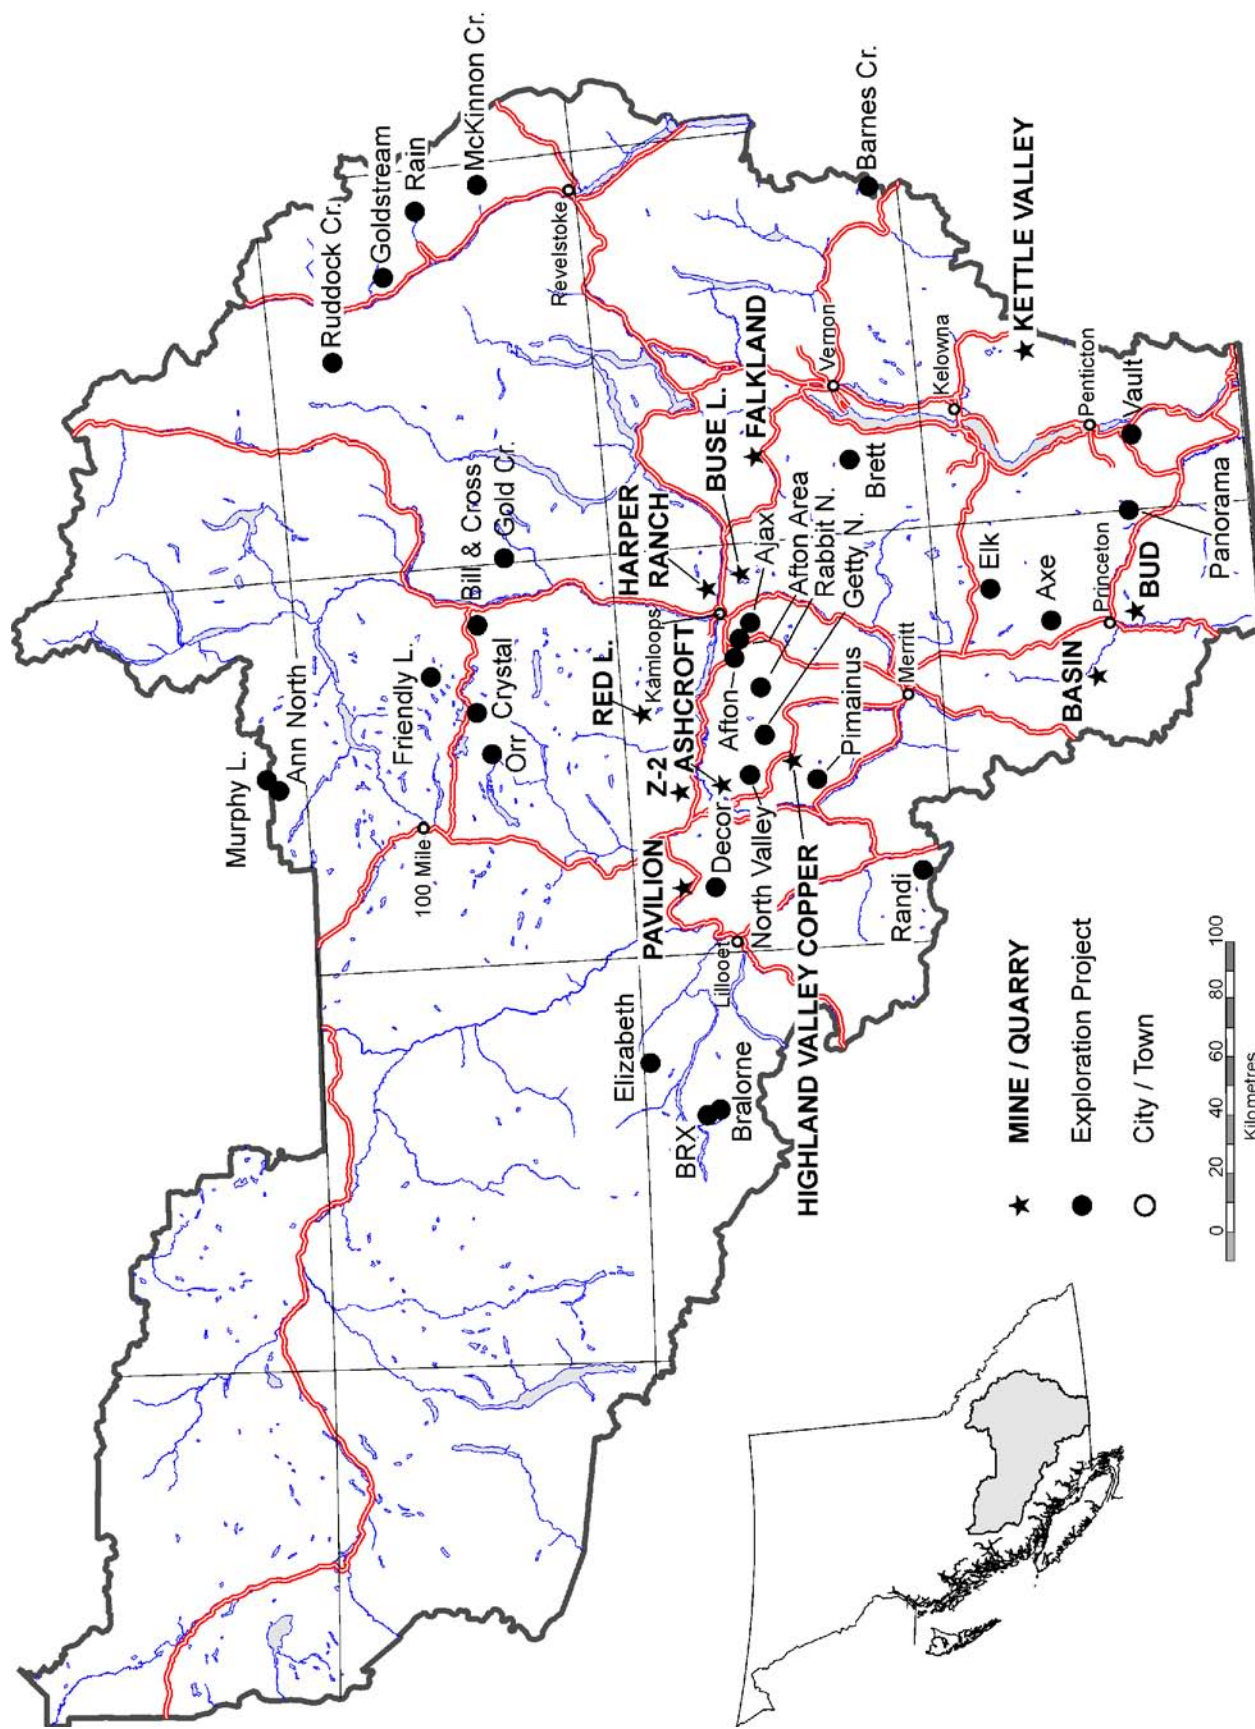 Murphy L.
Ann North
100 Mile
Friendly L.
Orr
Crystal
Bill & Cross
Gold Cr.
Ruddock Cr.
Goldstream
Rain
McKinnon Cr.
Revelstoke
Elizabeth
BRX
Bralorne
Lillooet
PAVILION
Decor
Z-2
ASHCROFT
RED L.
Kamloops
HARPER
RANCH
BUSE L.
FALKLAND
North Valley
HIGHLAND VALLEY COPPER
Afton
Ajax
Afton Area
Rabbit N.
Getty N.
Pimainus
Merritt
Randi
Brett
Vernon
Barnes Cr.
Kelowna
KETTLE VALLEY
Penticton
Vault
Elk
Axe
Princeton
BASIN
BUD
Panorama
MINE / QUARRY
Exploration Project
City / Town
0 20 40 60 80 100
Kilometres